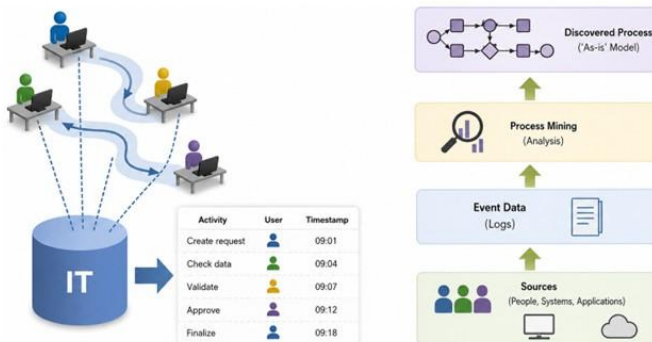 IT
Activity User Timestamp
Create request 09:01
Check data 09:04
Validate 09:07
Approve 09:12
Finalize 09:18
Discovered Process
('As-is' Model)
Process Mining
(Analysis)
Event Data
(Logs)
Sources
(People, Systems, Applications)